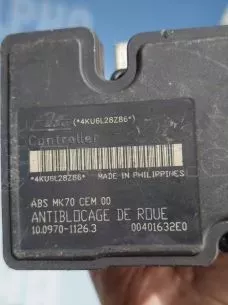 (*4KU6L28Z86*)
Controller
*4KU6L28Z86* MADE IN PHILIPPINES
ABS MK70 CEM 00
ANTIBLOCAGE DE ROUE
10.0970-1126.3 00401632E0